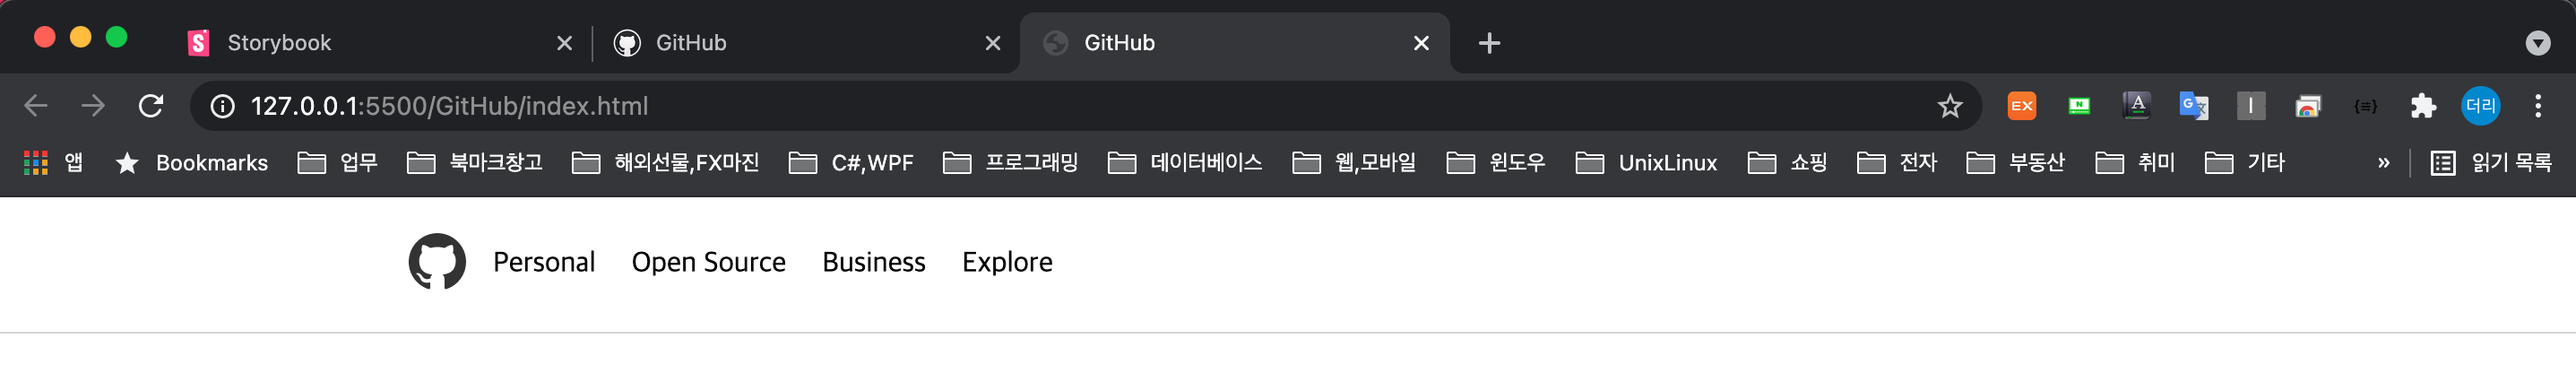 Storybook GitHub GitHub
127.0.0.1:5500/GitHub/index.html EX N A G 文 I {≡} 더리
앱 Bookmarks 업무 북마크창고 해외선물,FX마진 C#,WPF 프로그래밍 데이터베이스 웹,모바일 윈도우 UnixLinux 쇼핑 전자 부동산 취미 기타 » 읽기 목록
Personal Open Source Business Explore